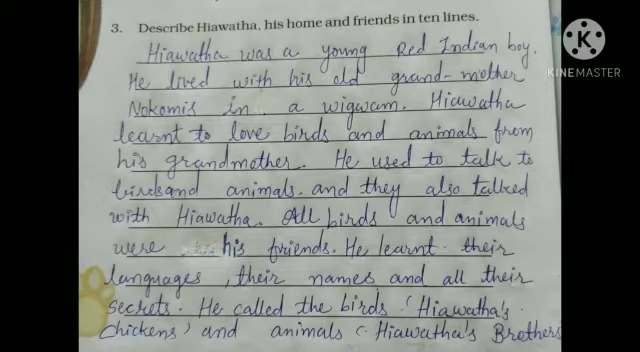 3. Describe Hiawatha, his home and friends in ten lines.
Hiawatha was a young Red Indian boy.
He lived with his old grand-mother
Nokomis in a wigwam. Hiawatha
learnt to love birds and animals from
his grandmother. He used to talk to
birds and animals. and they also talked
with Hiawatha. All birds and animals
were his friends. He learnt their
languages, their names and all their
secrets. He called the birds 'Hiawatha's
Chickens' and animals 'Hiawatha's Brothers
KINEMASTER